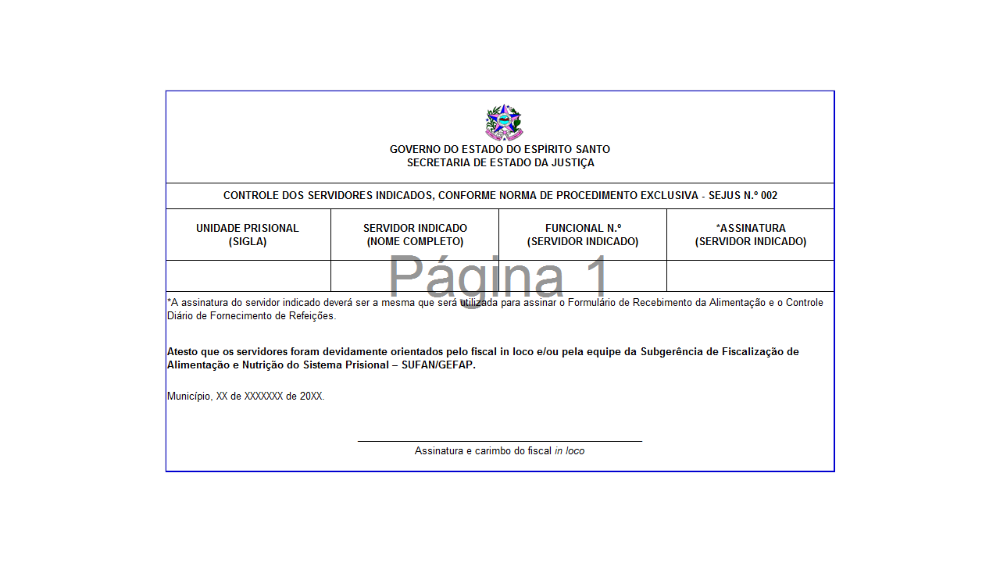 GOVERNO DO ESTADO DO ESPÍRITO SANTO
SECRETARIA DE ESTADO DA JUSTIÇA
CONTROLE DOS SERVIDORES INDICADOS, CONFORME NORMA DE PROCEDIMENTO EXCLUSIVA - SEJUS N.º 002
UNIDADE PRISIONAL
(SIGLA)
SERVIDOR INDICADO
(NOME COMPLETO)
FUNCIONAL N.º
(SERVIDOR INDICADO)
*ASSINATURA
(SERVIDOR INDICADO)
Página 1
*A assinatura do servidor indicado deverá ser a mesma que será utilizada para assinar o Formulário de Recebimento da Alimentação e o Controle
Diário de Fornecimento de Refeições.
Atesto que os servidores foram devidamente orientados pelo fiscal in loco e/ou pela equipe da Subgerência de Fiscalização de
Alimentação e Nutrição do Sistema Prisional – SUFAN/GEFAP.
Município, XX de XXXXXXX de 20XX.
Assinatura e carimbo do fiscal in loco